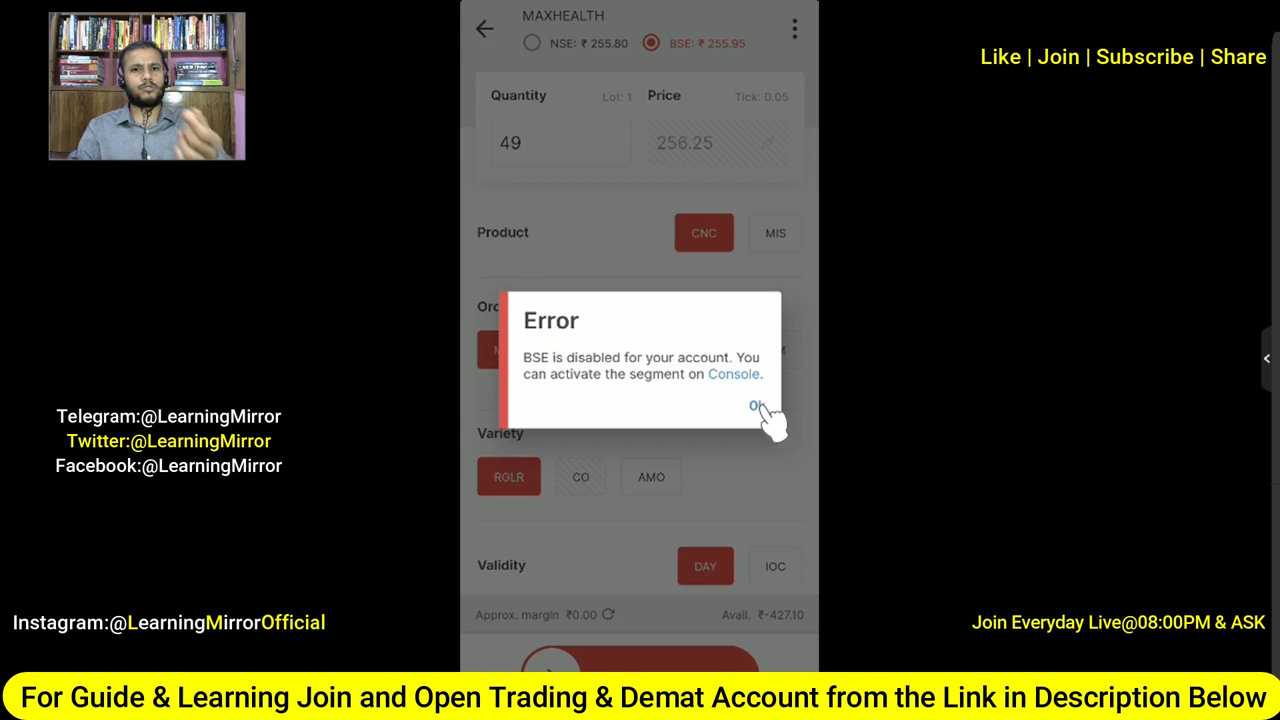 MAXHEALTH
NSE: ₹ 255.80 BSE: ₹ 255.95
Like | Join | Subscribe | Share
Quantity Lot: 1 Price Tick: 0.05
49 256.25
Product CNC MIS
Error
BSE is disabled for your account. You
can activate the segment on Console.
Telegram:@LearningMirror
Twitter:@LearningMirror
Facebook:@LearningMirror
Variety
RGLR CO AMO
Validity DAY IOC
Approx. margin ₹0.00 Avail. ₹-427.10
Instagram:@LearningMirrorOfficial
Join Everyday Live@08:00PM & ASK
For Guide & Learning Join and Open Trading & Demat Account from the Link in Description Below